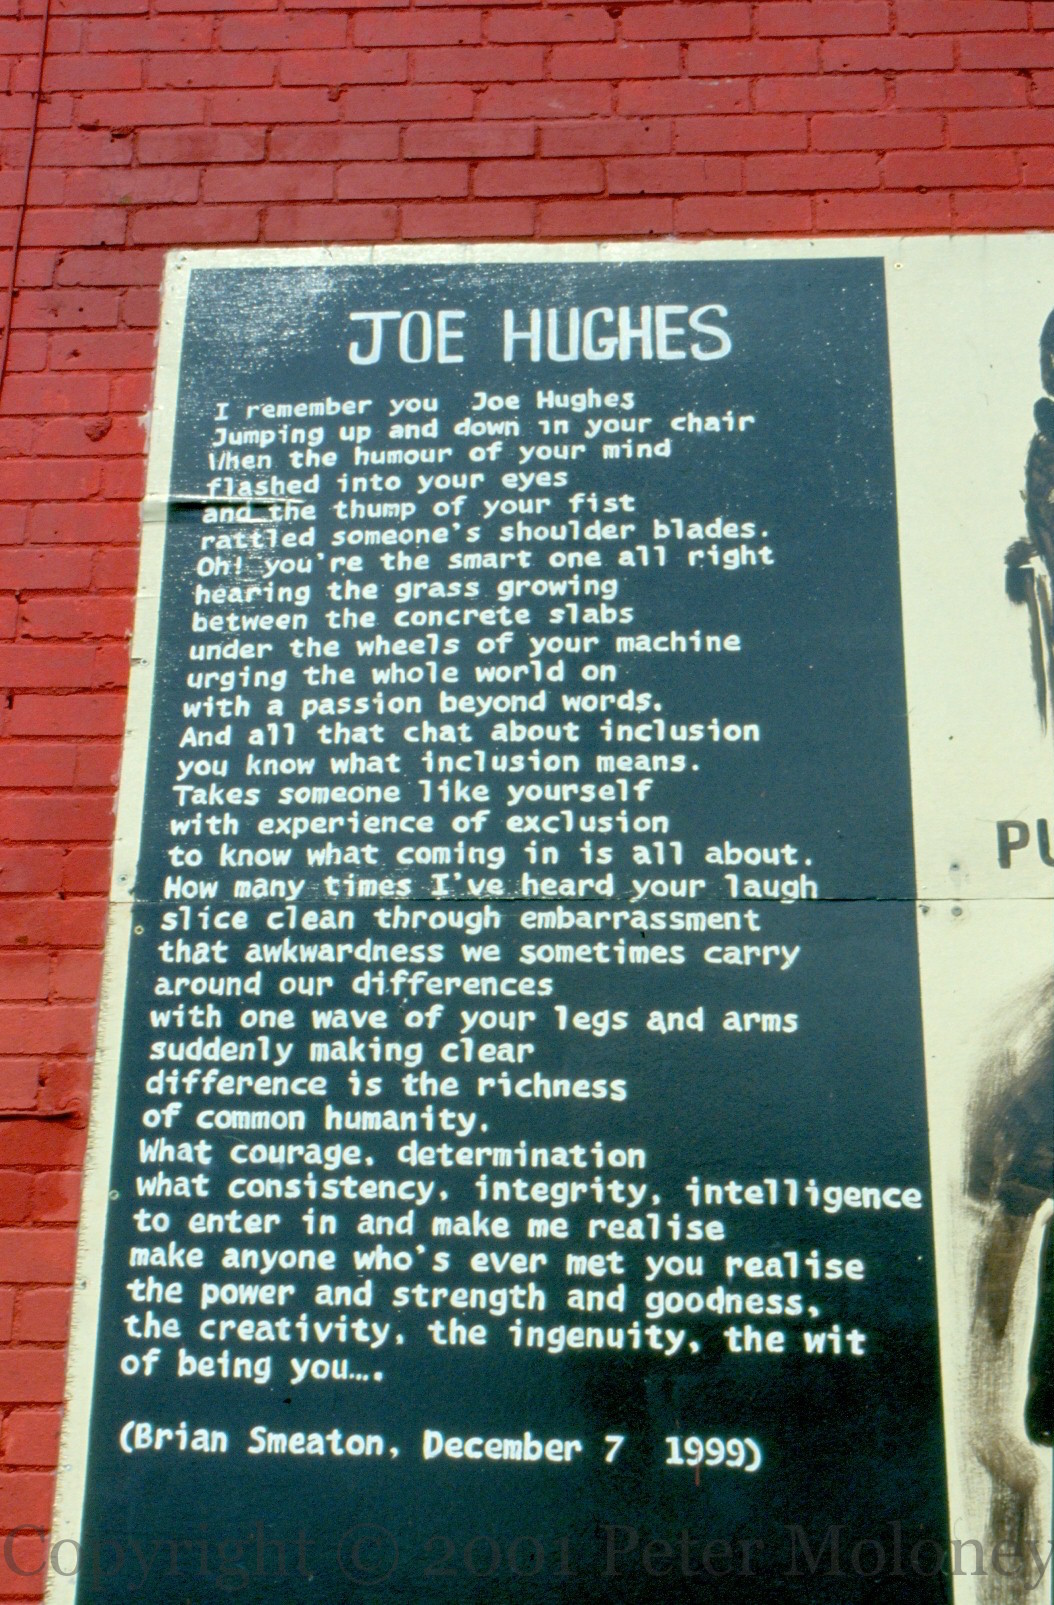 JOE HUGHES
I remember you Joe Hughes
Jumping up and down in your chair
When the humour of your mind
flashed into your eyes
and the thump of your fist
rattled someone's shoulder blades.
Oh! you're the smart one all right
hearing the grass growing
between the concrete slabs
under the wheels of your machine
urging the whole world on
with a passion beyond words.
And all that chat about inclusion
you know what inclusion means.
Takes someone like yourself
with experience of exclusion
to know what coming in is all about.
How many times I've heard your laugh
slice clean through embarrassment
that awkwardness we sometimes carry
around our differences
with one wave of your legs and arms
suddenly making clear
difference is the richness
of common humanity.
What courage, determination
what consistency, integrity, intelligence
to enter in and make me realise
make anyone who's ever met you realise
the power and strength and goodness,
the creativity, the ingenuity, the wit
of being you....
(Brian Smeaton, December 7 1999)
PU
Copyright © 2001 Peter Moloney